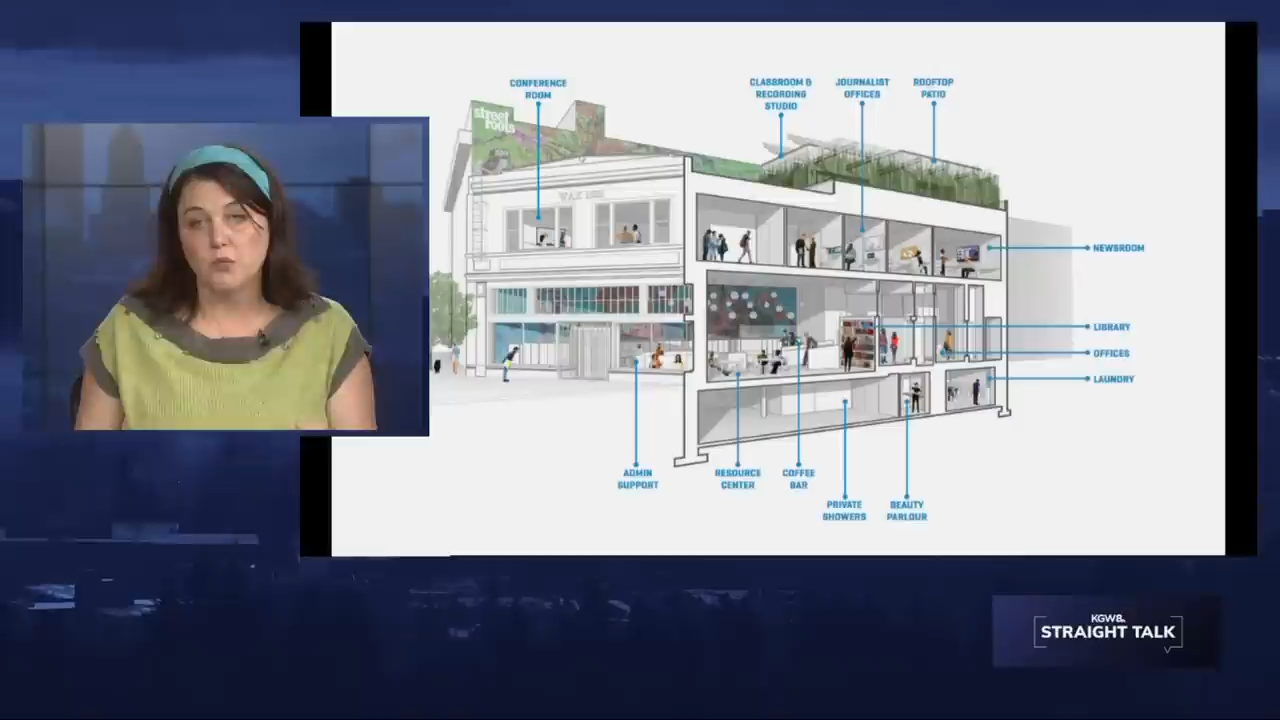 CONFERENCE
ROOM
CLASSROOM &
RECORDING
STUDIO
JOURNALIST
OFFICES
ROOFTOP
PATIO
street
roots
NEWSROOM
LIBRARY
OFFICES
LAUNDRY
ADMIN
SUPPORT
RESOURCE
CENTER
COFFEE
BAR
PRIVATE
SHOWERS
BEAUTY
PARLOUR
KGW8
STRAIGHT TALK